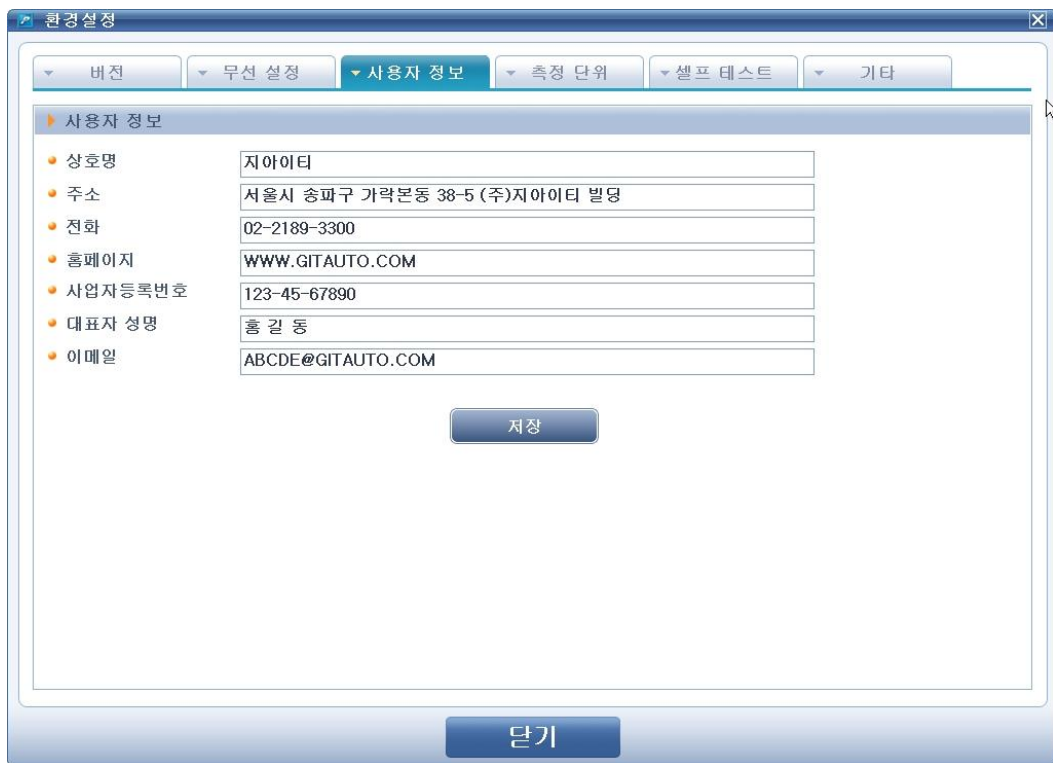 환경설정
버전 무선 설정 사용자 정보 측정 단위 셀프 테스트 기타
사용자 정보
상호명 지아이티
주소 서울시 송파구 가락본동 38-5 (주)지아이티 빌딩
전화 02-2189-3300
홈페이지 WWW.GITAUTO.COM
사업자등록번호 123-45-67890
대표자 성명 홍 길 동
이메일 ABCDE@GITAUTO.COM
저장
닫기